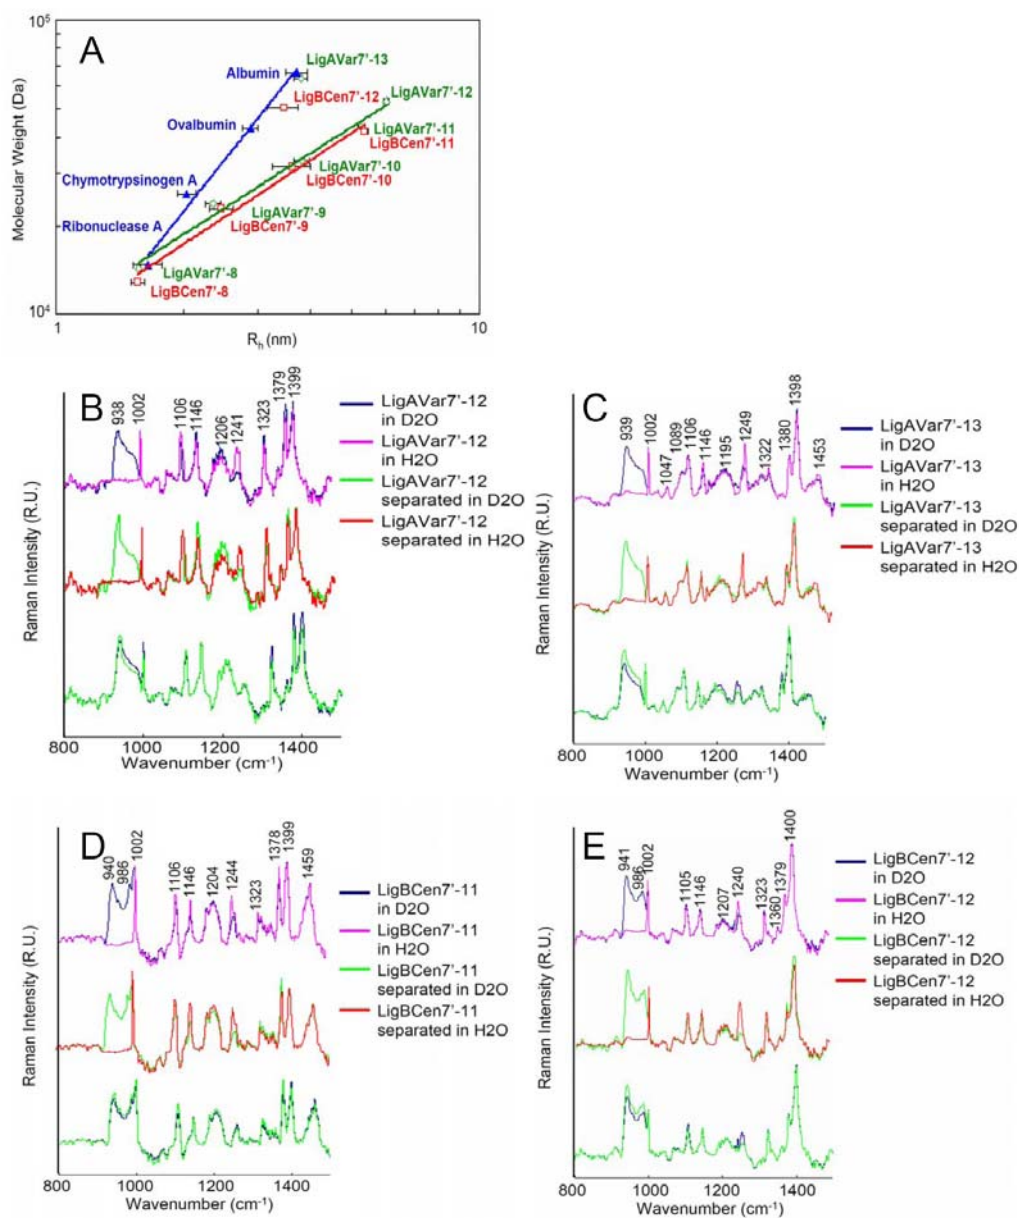 A
10⁵
Molecular Weight (Da)
10⁴
Albumin
LigAVar7'-13
LigBCen7'-12
LigAVar7'-12
Ovalbumin
LigAVar7'-11
LigBCen7'-11
Chymotrypsinogen A
LigAVar7'-10
LigBCen7'-10
Ribonuclease A
LigAVar7'-9
LigBCen7'-9
LigAVar7'-8
LigBCen7'-8
1
10
Rₕ (nm)
B
938
1002
1106
1146
1206
1241
1323
1379
1399
LigAVar7'-12
in D2O
LigAVar7'-12
in H2O
LigAVar7'-12
separated in D2O
LigAVar7'-12
separated in H2O
Raman Intensity (R.U.)
800
1000
1200
1400
Wavenumber (cm⁻¹)
C
939
1002
1047
1089
1106
1146
1195
1249
1322
1380
1398
1453
LigAVar7'-13
in D2O
LigAVar7'-13
in H2O
LigAVar7'-13
separated in D2O
LigAVar7'-13
separated in H2O
Raman Intensity (R.U.)
800
1000
1200
1400
Wavenumber (cm⁻¹)
D
940
986
1002
1106
1146
1204
1244
1323
1378
1399
1459
LigBCen7'-11
in D2O
LigBCen7'-11
in H2O
LigBCen7'-11
separated in D2O
LigBCen7'-11
separated in H2O
Raman Intensity (R.U.)
800
1000
1200
1400
Wavenumber (cm⁻¹)
E
941
986
1002
1105
1146
1207
1240
1323
1360
1379
1400
LigBCen7'-12
in D2O
LigBCen7'-12
in H2O
LigBCen7'-12
separated in D2O
LigBCen7'-12
separated in H2O
Raman Intensity (R.U.)
800
1000
1200
1400
Wavenumber (cm⁻¹)